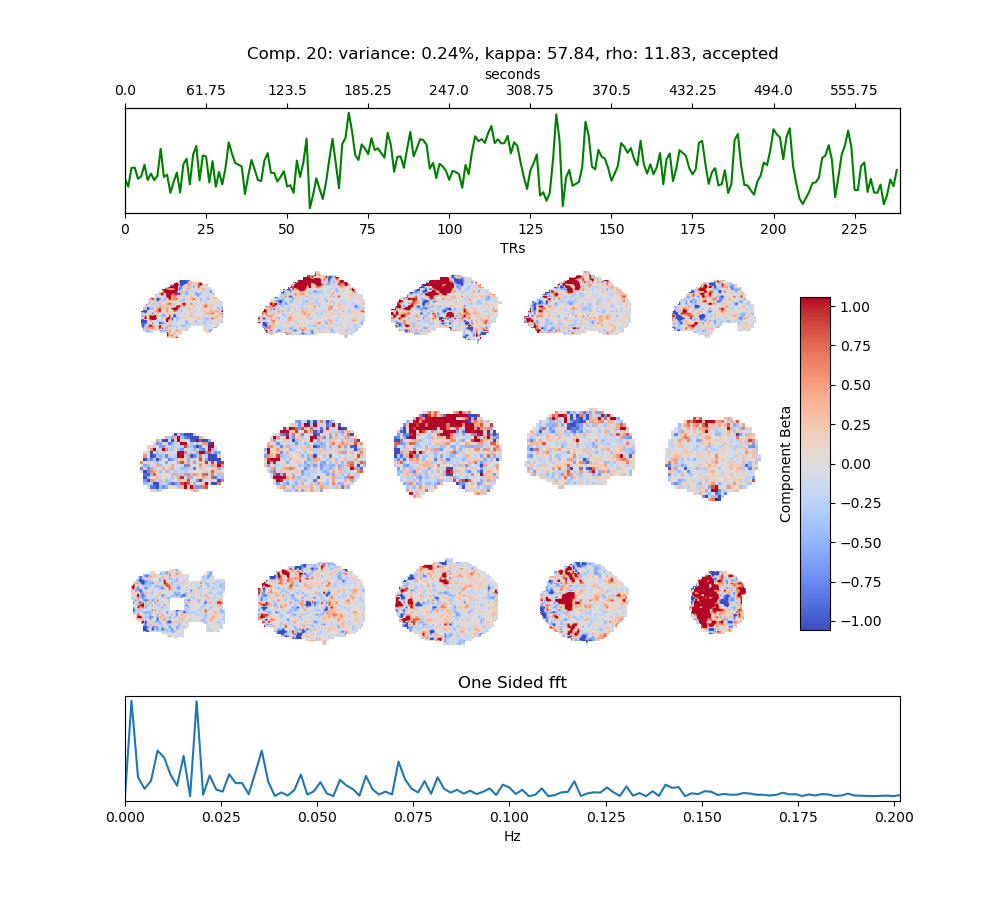 Comp. 20: variance: 0.24%, kappa: 57.84, rho: 11.83, accepted
seconds
0.0 61.75 123.5 185.25 247.0 308.75 370.5 432.25 494.0 555.75
0 25 50 75 100 125 150 175 200 225
TRs
1.00
0.75
0.50
0.25
0.00
−0.25
−0.50
−0.75
−1.00
Component Beta
One Sided fft
0.000 0.025 0.050 0.075 0.100 0.125 0.150 0.175 0.200
Hz